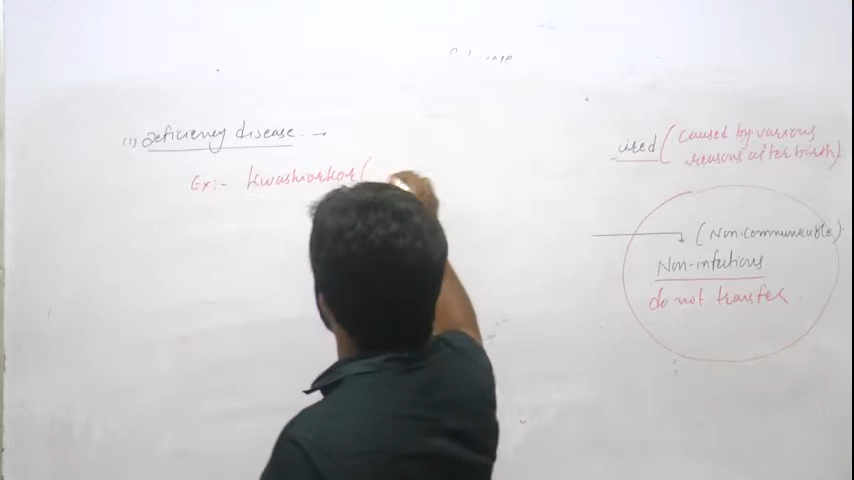 (1) Deficiency disease. →
Ex:- Kwashiorkor (
ired (Caused by various
reasons after birth)
(Non-communicable)
Non-infectious
do not transfer